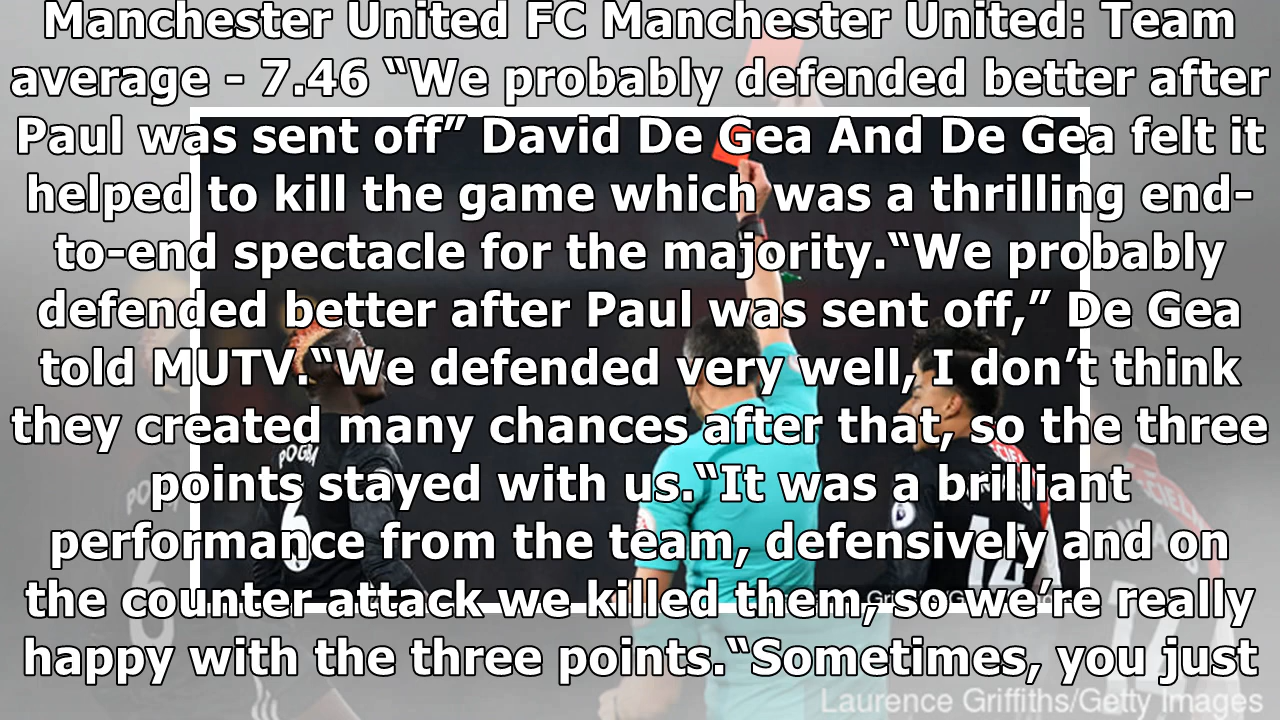 Manchester United FC Manchester United: Team
average - 7.46 “We probably defended better after
Paul was sent off” David De Gea And De Gea felt it
helped to kill the game which was a thrilling end-
to-end spectacle for the majority.“We probably
defended better after Paul was sent off,” De Gea
told MUTV.“We defended very well, I don’t think
they created many chances after that, so the three
points stayed with us.“It was a brilliant
performance from the team, defensively and on
the counter attack we killed them, so we’re really
happy with the three points.“Sometimes, you just
POGBA
6
14
Laurence Griffiths/Getty Images